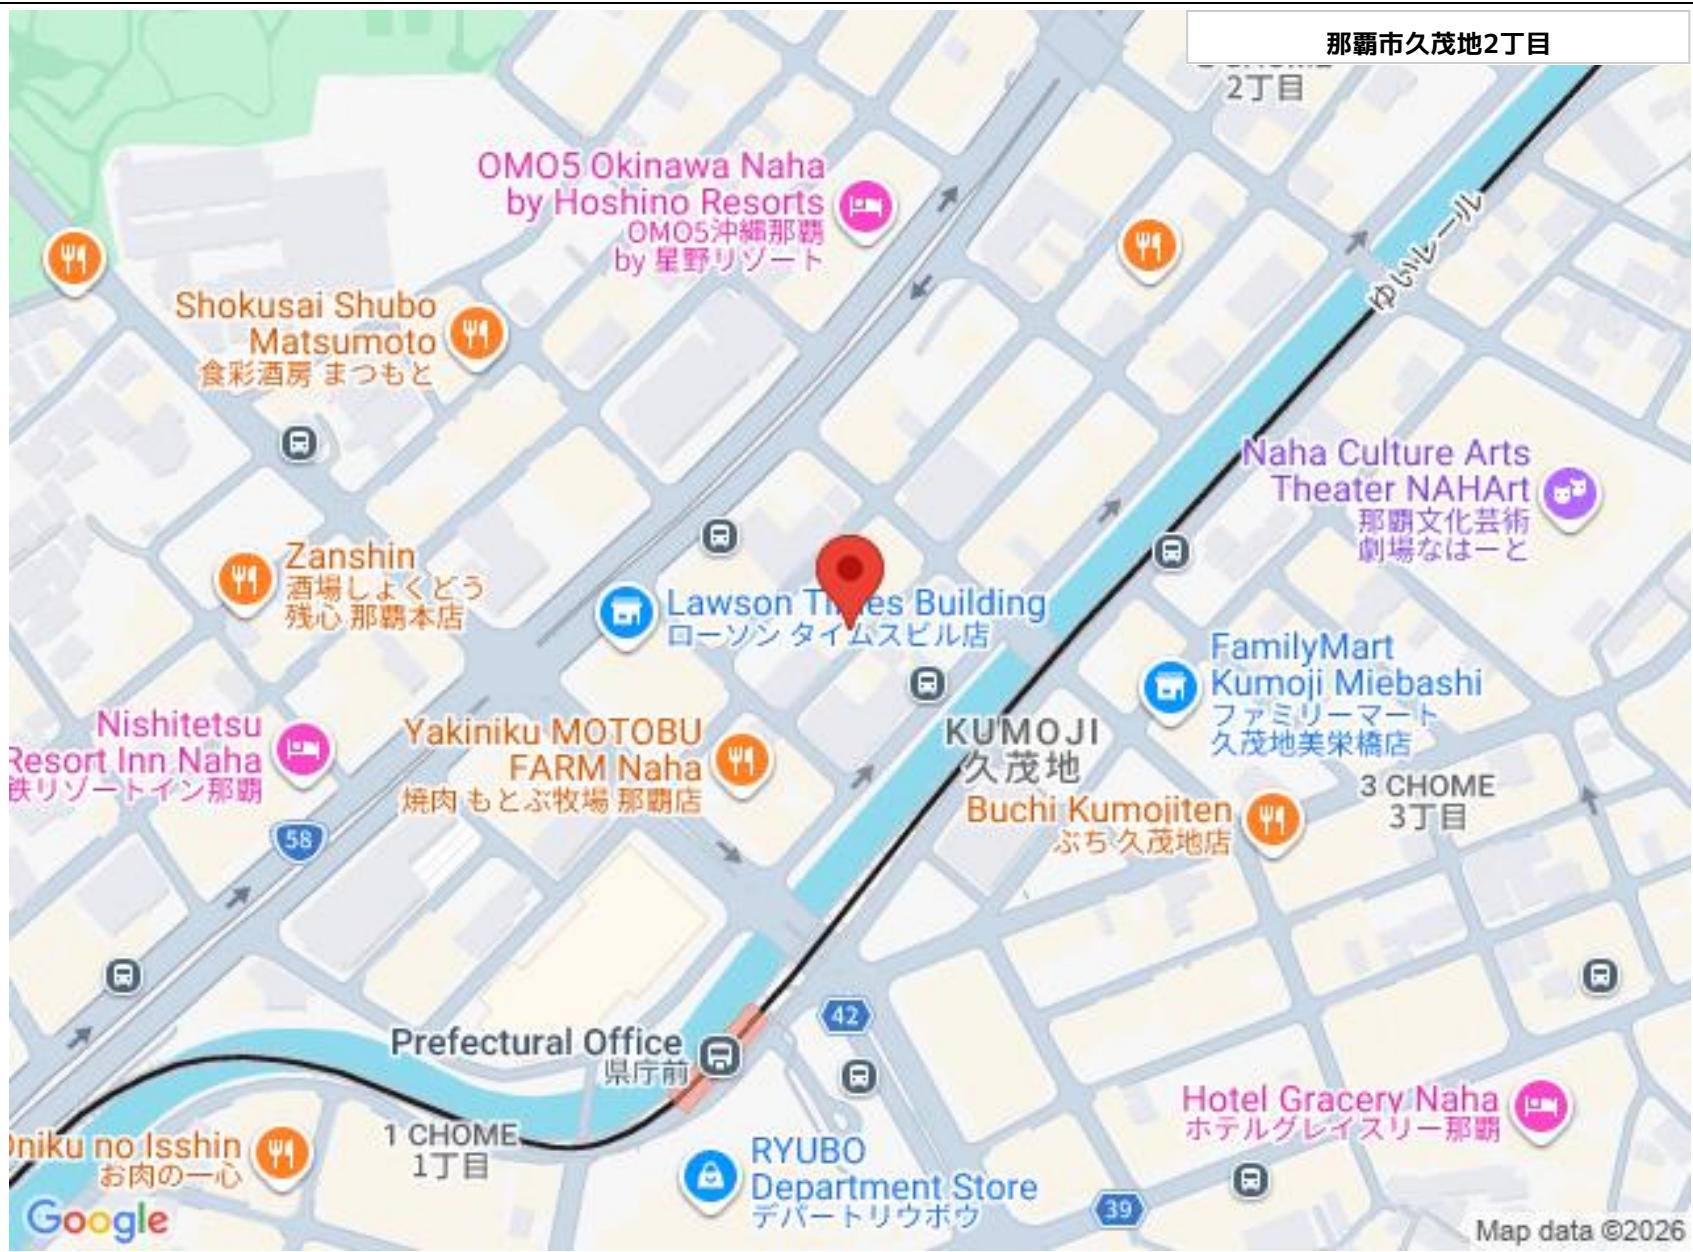 那覇市久茂地2丁目
2丁目
OMO5 Okinawa Naha
by Hoshino Resorts
OMO5沖縄那覇
by 星野リゾート
ゆいレール
Shokusai Shubo
Matsumoto
食彩酒房 まつもと
Naha Culture Arts
Theater NAHArt
那覇文化芸術
劇場なはーと
Zanshin
酒場しょくどう
残心 那覇本店
Lawson Times Building
ローソン タイムスビル店
FamilyMart
Kumoji Miebashi
ファミリーマート
久茂地美栄橋店
Nishitetsu
Resort Inn Naha
鉄リゾートイン那覇
Yakiniku MOTOBU
FARM Naha
焼肉 もとぶ牧場 那覇店
KUMOJI
久茂地
3 CHOME
3丁目
Buchi Kumojiten
ぶち 久茂地店
58
Prefectural Office
県庁前
42
Hotel Gracery Naha
ホテルグレイスリー那覇
1 CHOME
1丁目
Oniku no Isshin
お肉の一心
RYUBO
Department Store
デパートリウボウ
39
Google
Map data ©2026